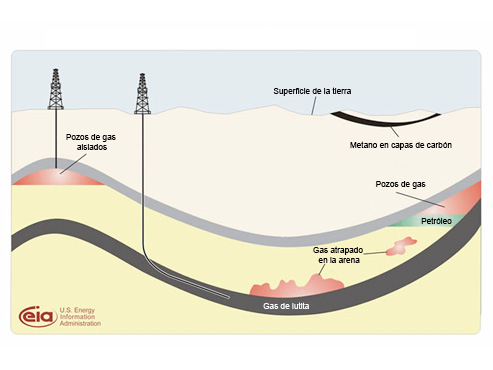 Superficie de la tierra
Pozos de gas
aislados
Metano en capas de carbón
Pozos de gas
Petróleo
Gas atrapado
en la arena
Gas de lutita
eia
U.S. Energy
Information
Administration